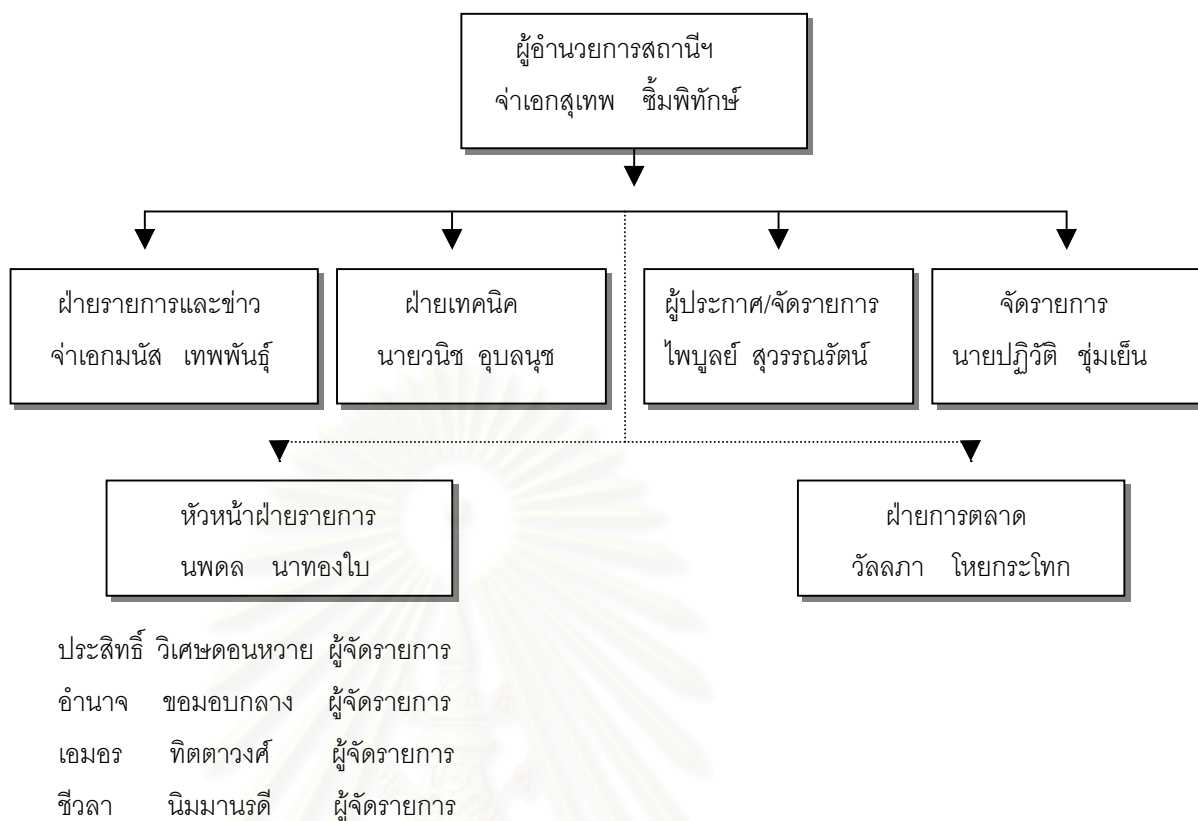 ผู้อำนวยการสถานีฯ
จ่าเอกสุเทพ ซิ้มพิทักษ์
ฝ่ายรายการและข่าว
จ่าเอกมนัส เทพพันธุ์
ฝ่ายเทคนิค
นายวนิช อุบลนุช
ผู้ประกาศ/จัดรายการ
ไพบูลย์ สุวรรณรัตน์
จัดรายการ
นายปฏิวัติ ชุ่มเย็น
หัวหน้าฝ่ายรายการ
นพดล นาทองใบ
ฝ่ายการตลาด
วัลลภา โหยกระโทก
ประสิทธิ์ วิเศษดอนหวาย ผู้จัดรายการ
อำนาจ ขอมอบกลาง ผู้จัดรายการ
เอมอร ทิตตาวงศ์ ผู้จัดรายการ
ชีวลา นิมมานรดี ผู้จัดรายการ